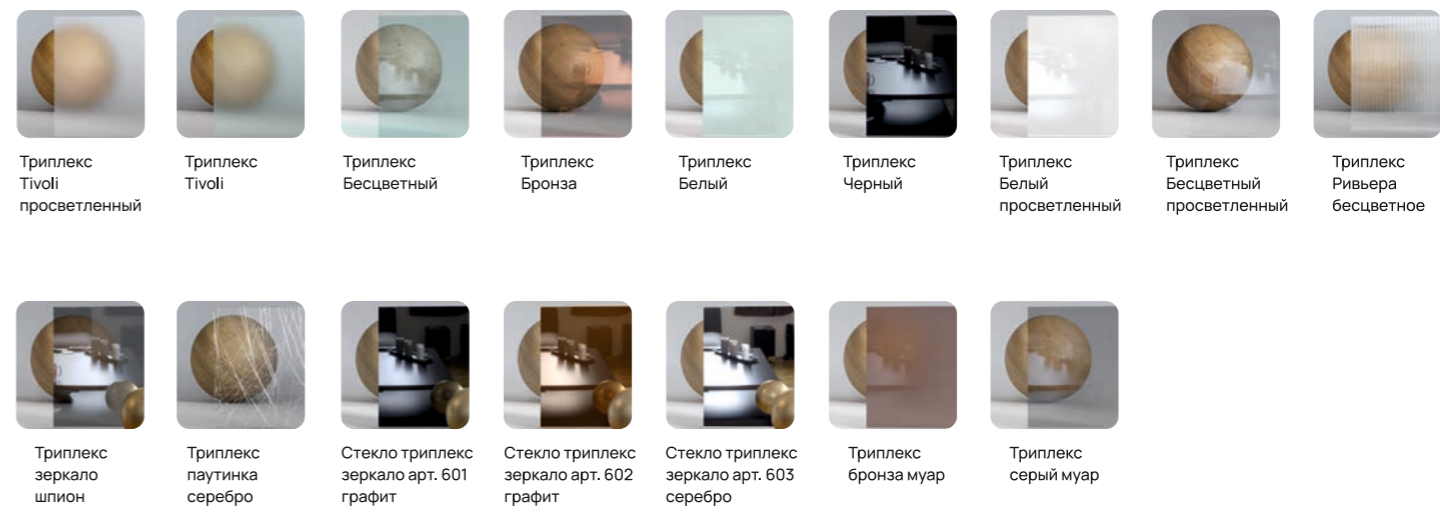 Триплекс
Tivoli
просветленный
Триплекс
Tivoli
Триплекс
Бесцветный
Триплекс
Бронза
Триплекс
Белый
Триплекс
Черный
Триплекс
Белый
просветленный
Триплекс
Бесцветный
просветленный
Триплекс
Ривьера
бесцветное
Триплекс
зеркало
шпион
Триплекс
паутинка
серебро
Стекло триплекс
зеркало арт. 601
графит
Стекло триплекс
зеркало арт. 602
графит
Стекло триплекс
зеркало арт. 603
серебро
Триплекс
бронза муар
Триплекс
серый муар